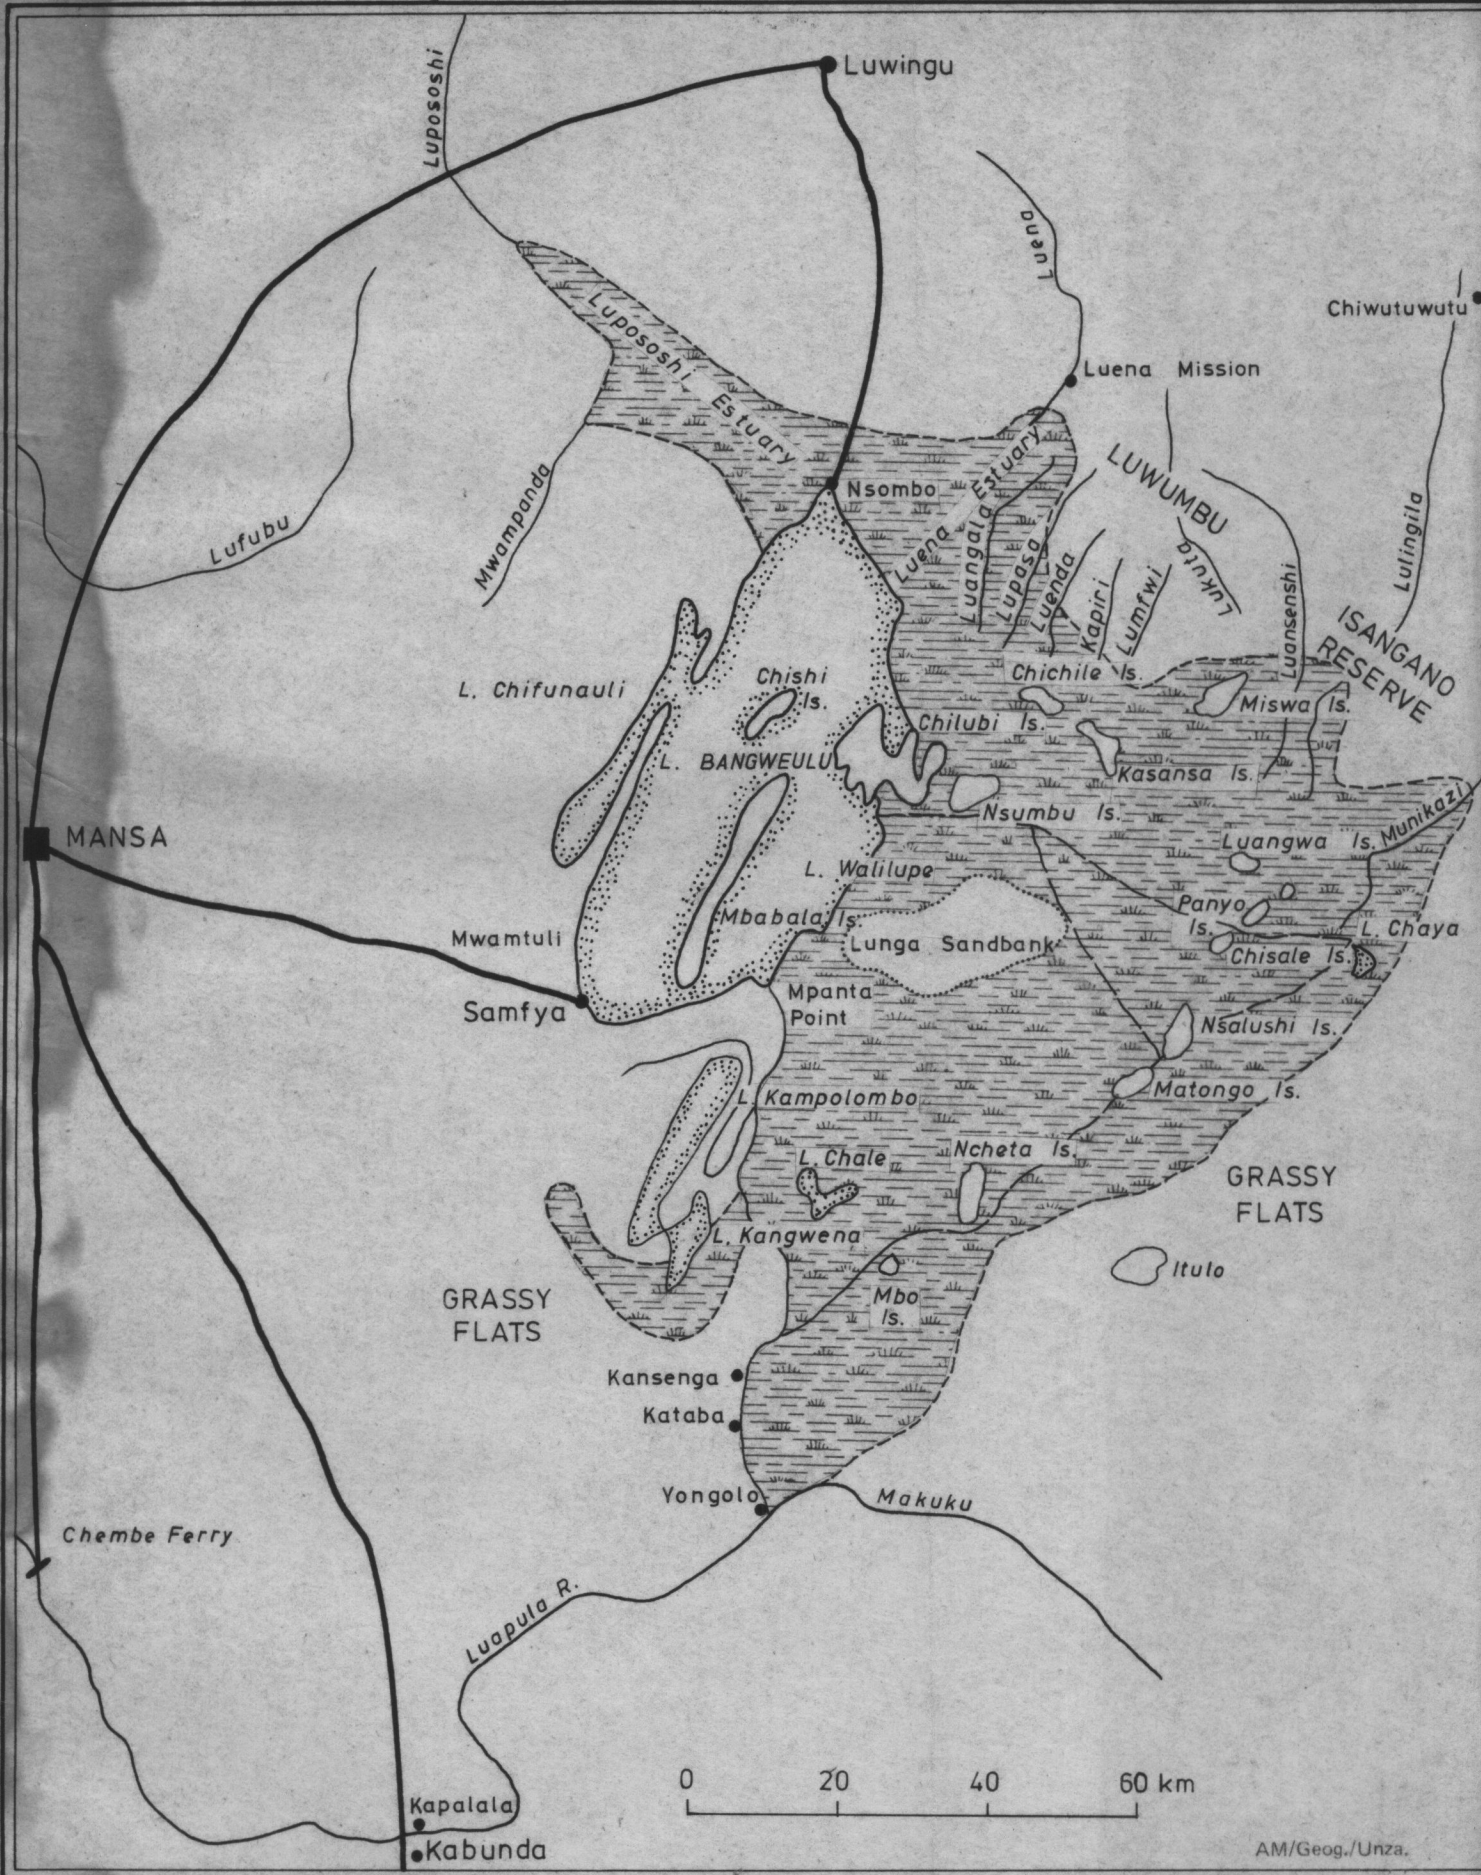 Luwingu
Luposhoshi
Luena
Chiwutuwutu
Lupososhi Estuary
Luena Mission
LUWUMBU
Nsombo
Luena Estuary
Luangala
Lupasa
Luenda
Kapiri
Lumfwi
Lukuta
Luansenshi
Lulingila
Lufubu
Mwampanda
ISANGANO
RESERVE
L. Chifunauli
Chishi
Is.
Chichile Is.
Miswa Is.
Chilubi Is.
L. BANGWEULU
Kasansa Is.
Nsumbu Is.
Munikazi
MANSA
Luangwa Is.
L. Walilupe
Panyo
Is.
Mbabala Is.
L. Chaya
Mwamtuli
Lunga Sandbank
Chisale Is.
Samfya
Mpanta
Point
Nsalushi Is.
L. Kampolombo
Matongo Is.
L. Chale
Ncheta Is.
GRASSY
FLATS
L. Kangwena
Itulo
GRASSY
FLATS
Mbo
Is.
Kansenga
Kataba
Yongolo
Makuku
Chembe Ferry
Luapula R.
0 20 40 60 km
Kapalala
Kabunda
AM/Geog./Unza.